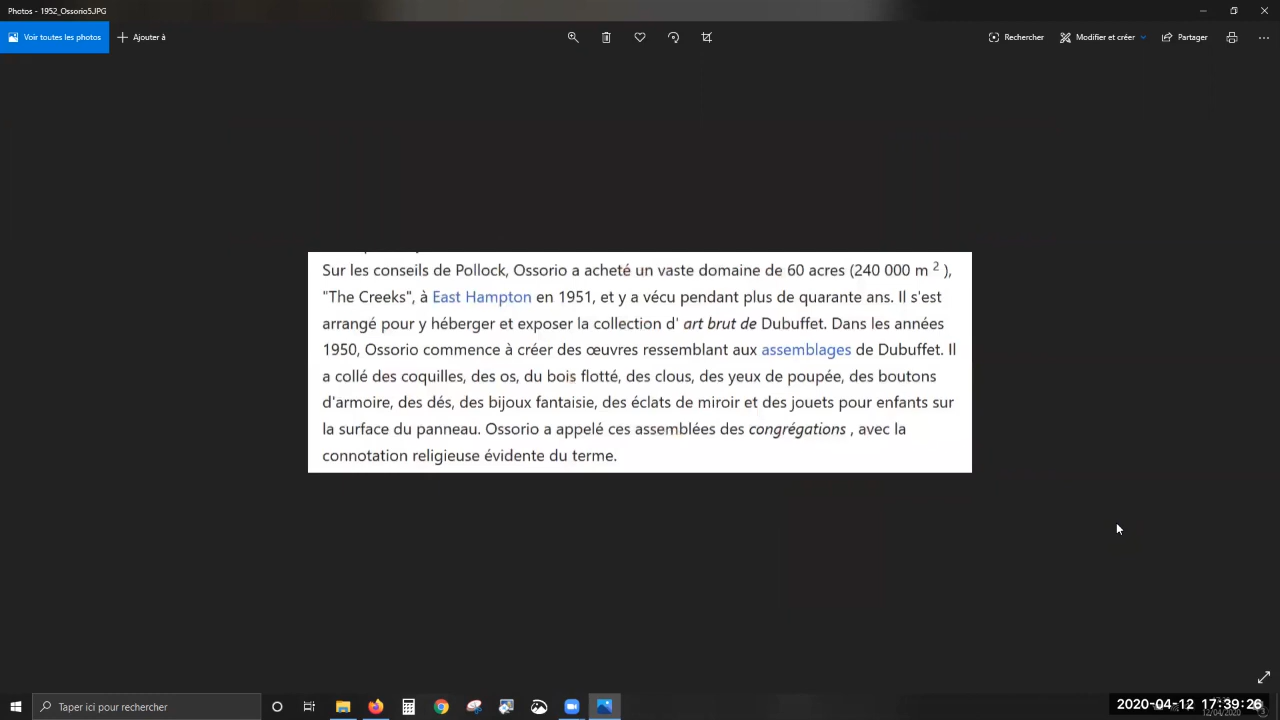 Photos - 1952_Ossorio5.JPG
Voir toutes les photos
Ajouter à
Rechercher
Modifier et créer
Partager
Sur les conseils de Pollock, Ossorio a acheté un vaste domaine de 60 acres (240 000 m 2 ),
"The Creeks", à East Hampton en 1951, et y a vécu pendant plus de quarante ans. Il s'est
arrangé pour y héberger et exposer la collection d' art brut de Dubuffet. Dans les années
1950, Ossorio commence à créer des œuvres ressemblant aux assemblages de Dubuffet. Il
a collé des coquilles, des os, du bois flotté, des clous, des yeux de poupée, des boutons
d'armoire, des dés, des bijoux fantaisie, des éclats de miroir et des jouets pour enfants sur
la surface du panneau. Ossorio a appelé ces assemblées des congrégations , avec la
connotation religieuse évidente du terme.
Taper ici pour rechercher
2020-04-12 17:39:26
12/04/2020